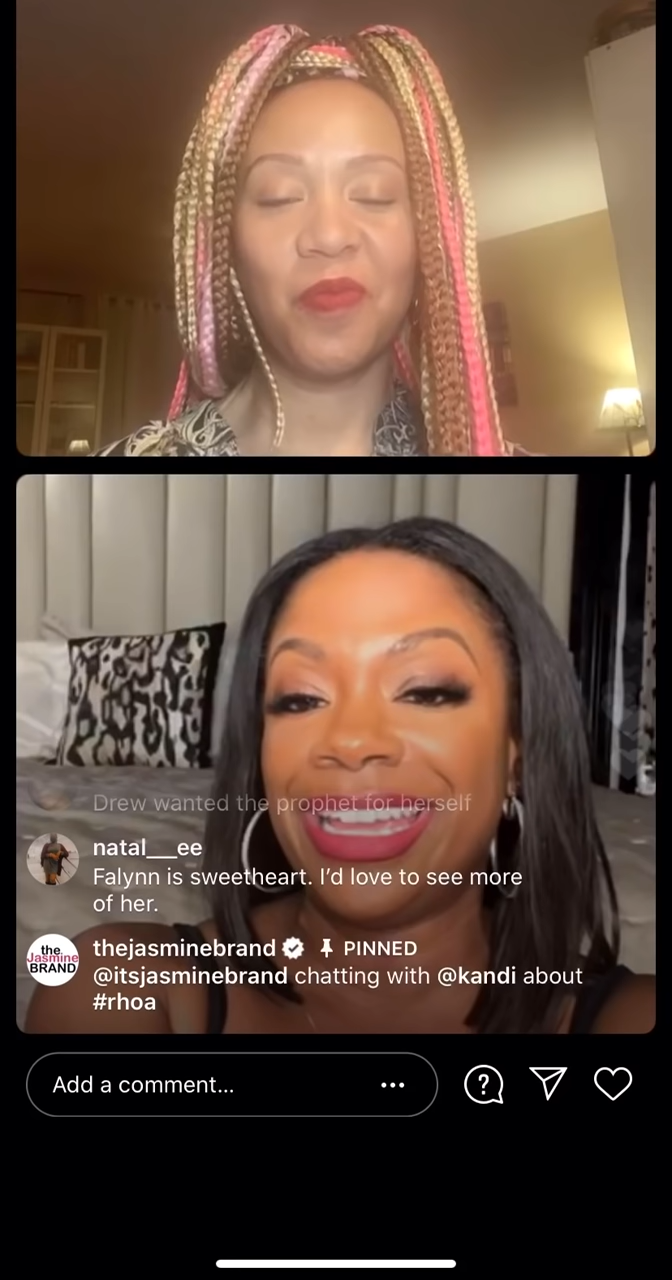 Drew wanted the prophet for herself
natal___ee
Falynn is sweetheart. I’d love to see more
of her.
the
Jasmine
BRAND
thejasminebrand PINNED
@itsjasminebrand chatting with @kandi about
#rhoa
Add a comment...